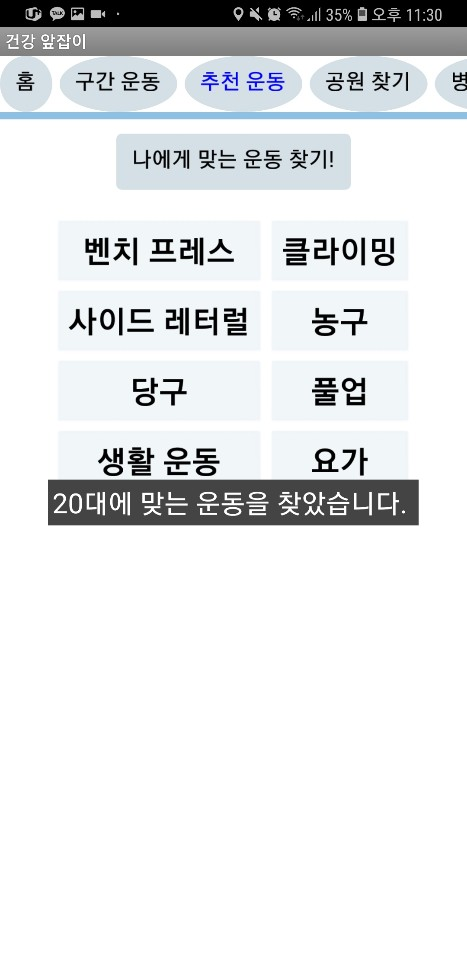 TALK 35% 오후 11:30
건강 앞잡이
홈 구간 운동 추천 운동 공원 찾기 병
나에게 맞는 운동 찾기!
벤치 프레스 클라이밍
사이드 레터럴 농구
당구 풀업
생활 운동 요가
20대에 맞는 운동을 찾았습니다.